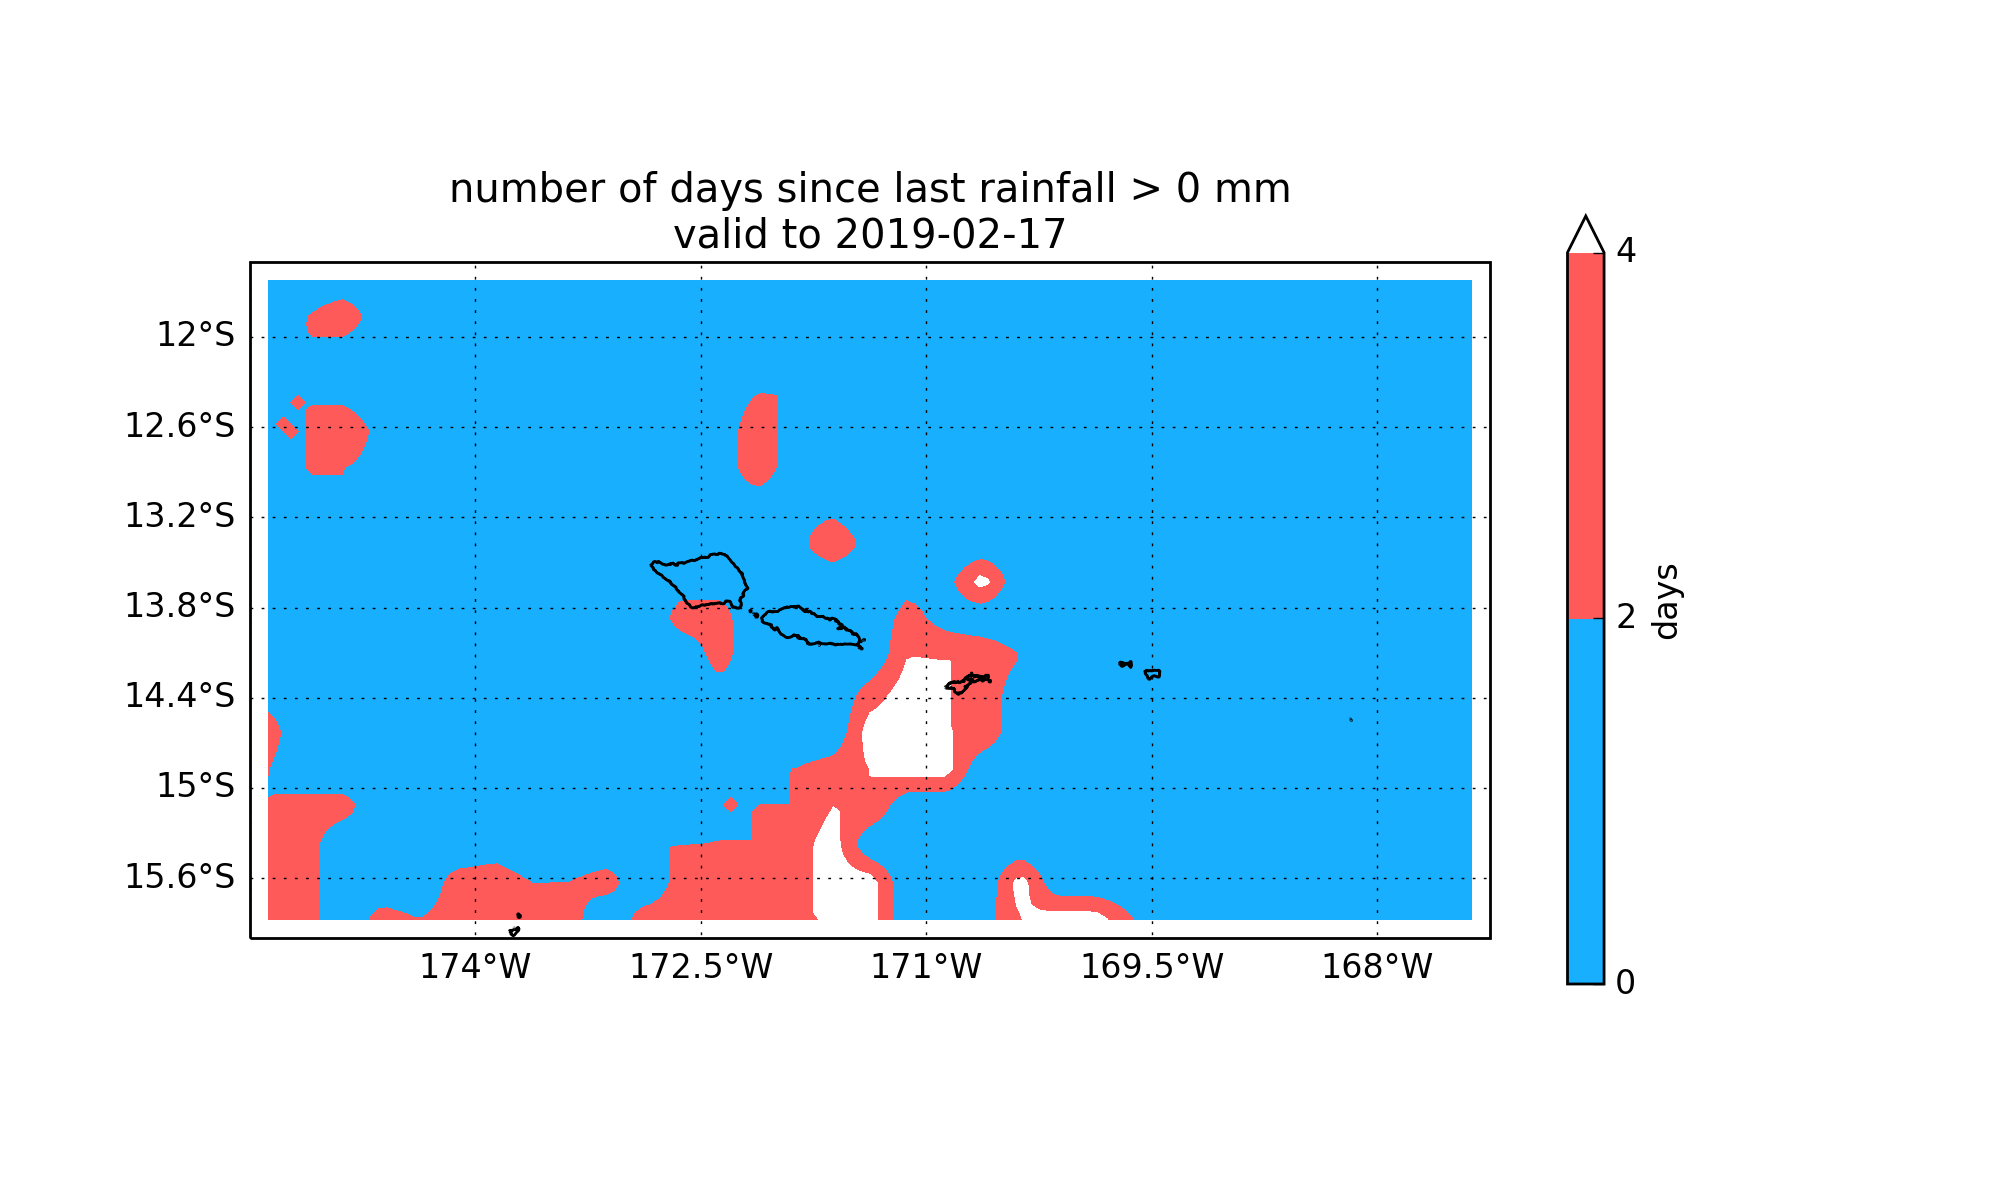 number of days since last rainfall > 0 mm
valid to 2019-02-17
4
12°S
12.6°S
13.2°S
13.8°S
2
days
14.4°S
15°S
15.6°S
174°W
172.5°W
171°W
169.5°W
168°W
0